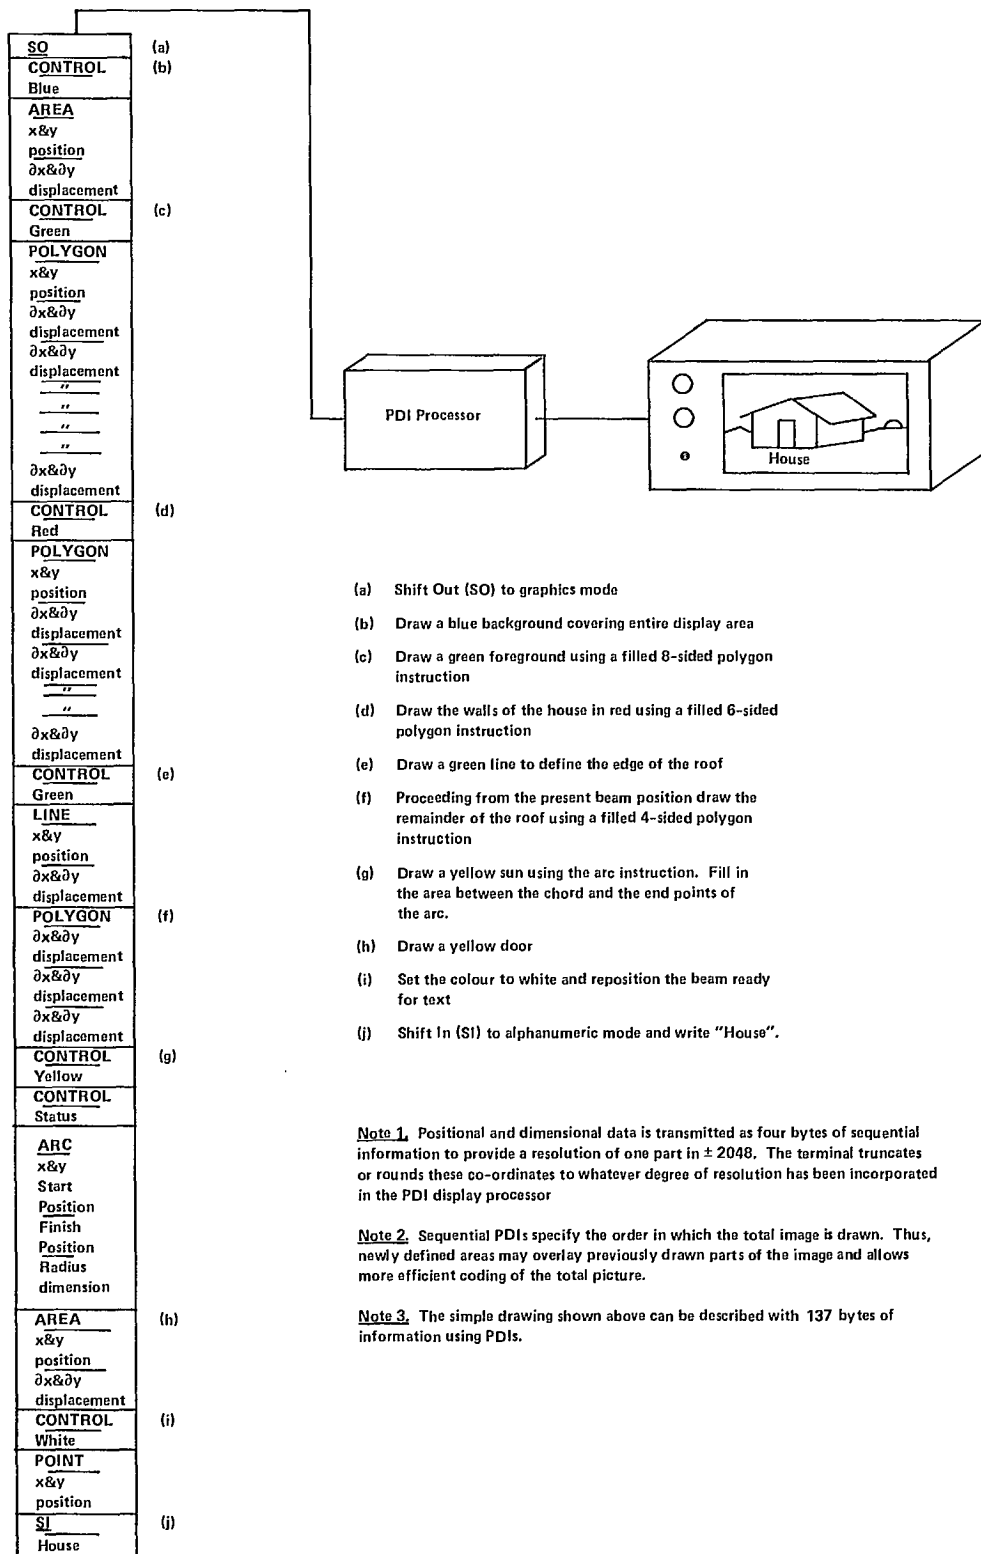 SO (a)
CONTROL (b)
Blue
AREA
x&y
position
∂x&∂y
displacement
CONTROL (c)
Green
POLYGON
x&y
position
∂x&∂y
displacement
∂x&∂y
displacement
"
"
"
"
∂x&∂y
displacement
CONTROL (d)
Red
POLYGON
x&y
position
∂x&∂y
displacement
∂x&∂y
displacement
"
"
∂x&∂y
displacement
CONTROL (e)
Green
LINE
x&y
position
∂x&∂y
displacement
POLYGON (f)
∂x&∂y
displacement
∂x&∂y
displacement
∂x&∂y
displacement
CONTROL (g)
Yellow
CONTROL
Status
ARC
x&y
Start
Position
Finish
Position
Radius
dimension
AREA (h)
x&y
position
∂x&∂y
displacement
CONTROL (i)
White
POINT
x&y
position
SI (j)
House
PDI Processor
House
(a) Shift Out (SO) to graphics mode
(b) Draw a blue background covering entire display area
(c) Draw a green foreground using a filled 8-sided polygon
instruction
(d) Draw the walls of the house in red using a filled 6-sided
polygon instruction
(e) Draw a green line to define the edge of the roof
(f) Proceeding from the present beam position draw the
remainder of the roof using a filled 4-sided polygon
instruction
(g) Draw a yellow sun using the arc instruction. Fill in
the area between the chord and the end points of
the arc.
(h) Draw a yellow door
(i) Set the colour to white and reposition the beam ready
for text
(j) Shift In (SI) to alphanumeric mode and write "House".
Note 1. Positional and dimensional data is transmitted as four bytes of sequential
information to provide a resolution of one part in ± 2048. The terminal truncates
or rounds these co-ordinates to whatever degree of resolution has been incorporated
in the PDI display processor
Note 2. Sequential PDIs specify the order in which the total image is drawn. Thus,
newly defined areas may overlay previously drawn parts of the image and allows
more efficient coding of the total picture.
Note 3. The simple drawing shown above can be described with 137 bytes of
information using PDIs.